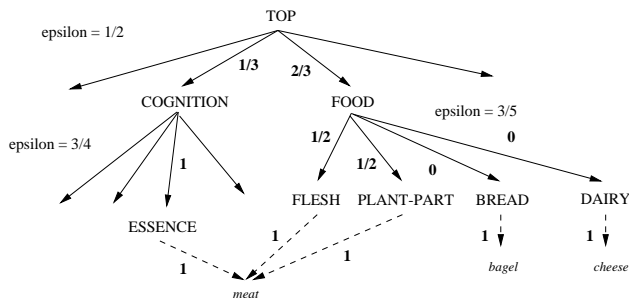 TOP
epsilon = 1/2
1/3 2/3
COGNITION FOOD
epsilon = 3/5
epsilon = 3/4
1 1/2 1/2 0 0
FLESH PLANT-PART BREAD DAIRY
ESSENCE
1 1 1 1 1
meat bagel cheese